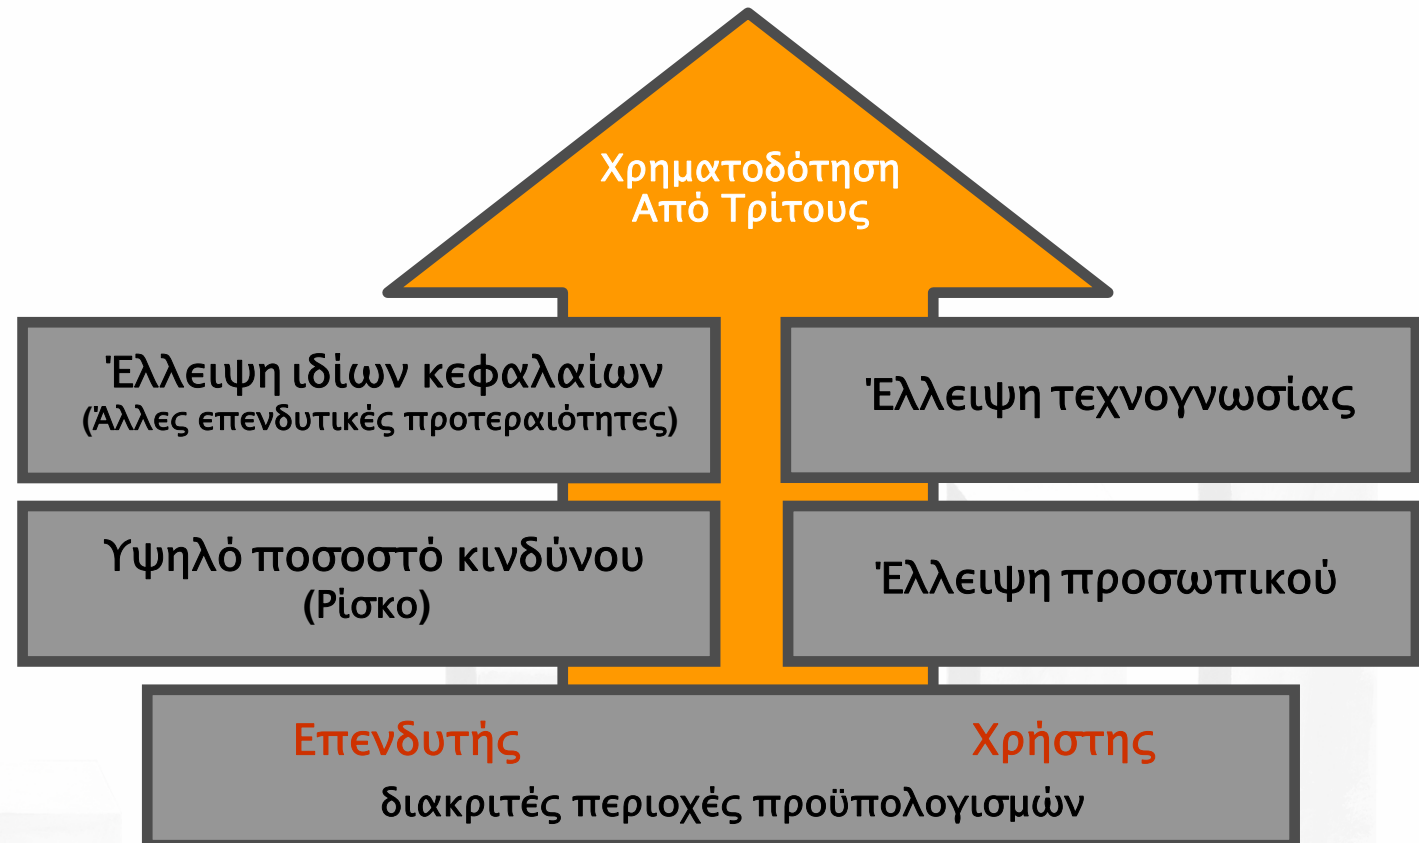 Χρηματοδότηση
Από Τρίτους
Έλλειψη ιδίων κεφαλαίων
(Άλλες επενδυτικές προτεραιότητες)
Έλλειψη τεχνογνωσίας
Υψηλό ποσοστό κινδύνου
(Ρίσκο)
Έλλειψη προσωπικού
Επενδυτής Χρήστης
διακριτές περιοχές προϋπολογισμών